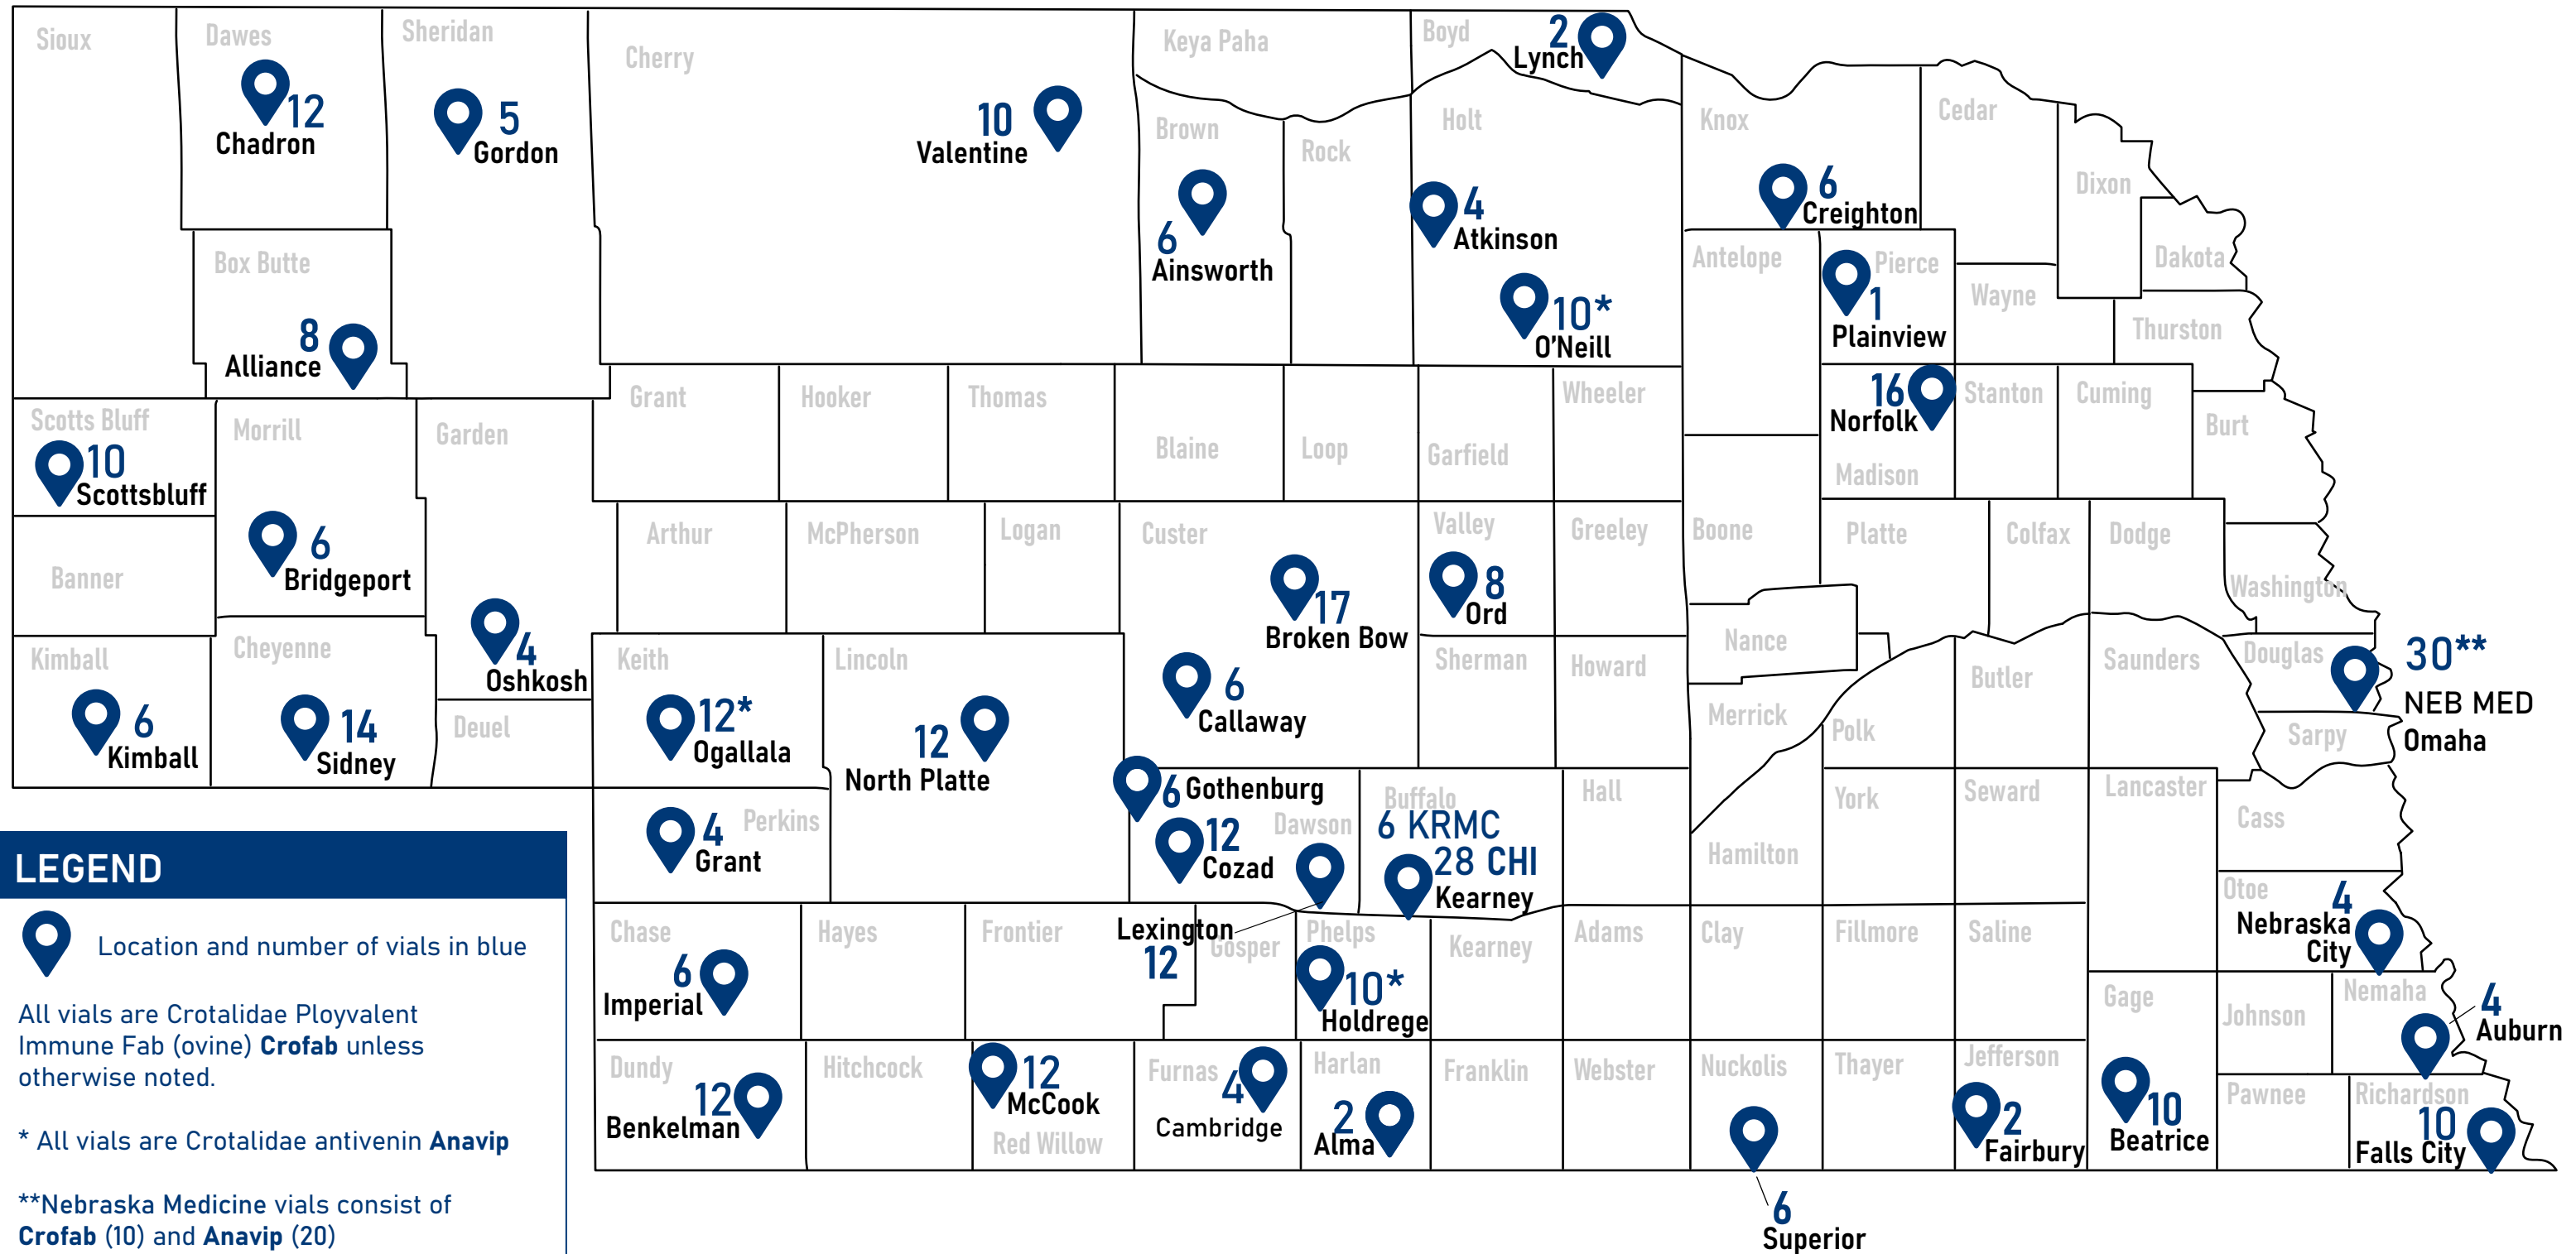 Sioux
Dawes
12
Chadron
Sheridan
5
Gordon
Cherry
10
Valentine
Keya Paha
Boyd
2
Lynch
Brown
6
Ainsworth
Rock
Holt
4
Atkinson
10*
O'Neill
Knox
6
Creighton
Cedar
Dixon
Dakota
Antelope
Pierce
1
Plainview
Wayne
Thurston
Box Butte
8
Alliance
Scotts Bluff
10
Scottsbluff
Morrill
6
Bridgeport
Garden
4
Oshkosh
Grant
Hooker
Thomas
Blaine
Loop
Garfield
Wheeler
16
Norfolk
Madison
Stanton
Cuming
Burt
Banner
Arthur
McPherson
Logan
Custer
17
Broken Bow
6
Callaway
Valley
8
Ord
Greeley
Boone
Platte
Colfax
Dodge
Washington
Kimball
6
Kimball
Cheyenne
14
Sidney
Deuel
Keith
12*
Ogallala
Lincoln
12
North Platte
Sherman
Howard
Nance
Merrick
Polk
Butler
Saunders
Douglas
30**
NEB MED
Omaha
Sarpy
4
Grant
Perkins
6 Gothenburg
12
Cozad
Dawson
Buffalo
6 KRMC
28 CHI
Kearney
Hall
Hamilton
York
Seward
Lancaster
Cass
Otoe
4
Nebraska
City
Chase
6
Imperial
Hayes
Frontier
Lexington
12
Gosper
Phelps
10*
Holdrege
Kearney
Adams
Clay
Fillmore
Saline
Gage
10
Beatrice
Johnson
Nemaha
4
Auburn
Dundy
12
Benkelman
Hitchcock
12
McCook
Red Willow
Furnas
4
Cambridge
Harlan
2
Alma
Franklin
Webster
Nuckolis
6
Superior
Thayer
Jefferson
2
Fairbury
Pawnee
Richardson
10
Falls City
LEGEND
Location and number of vials in blue
All vials are Crotalidae Ployvalent
Immune Fab (ovine) Crofab unless
otherwise noted.
* All vials are Crotalidae antivenin Anavip
**Nebraska Medicine vials consist of
Crofab (10) and Anavip (20)